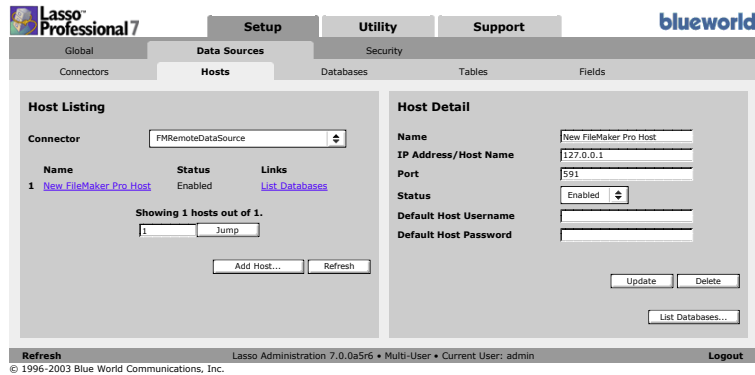 Lasso™
Professional 7
Setup
Utility
Support
blueworld
Global
Data Sources
Security
Connectors
Hosts
Databases
Tables
Fields
Host Listing
Connector
FMRemoteDataSource
Name Status Links
1 New FileMaker Pro Host Enabled List Databases
Showing 1 hosts out of 1.
1 Jump
Add Host... Refresh
Host Detail
Name New FileMaker Pro Host
IP Address/Host Name 127.0.0.1
Port 591
Status Enabled
Default Host Username
Default Host Password
Update Delete
List Databases...
Refresh Lasso Administration 7.0.0a5r6 • Multi-User • Current User: admin Logout
© 1996-2003 Blue World Communications, Inc.